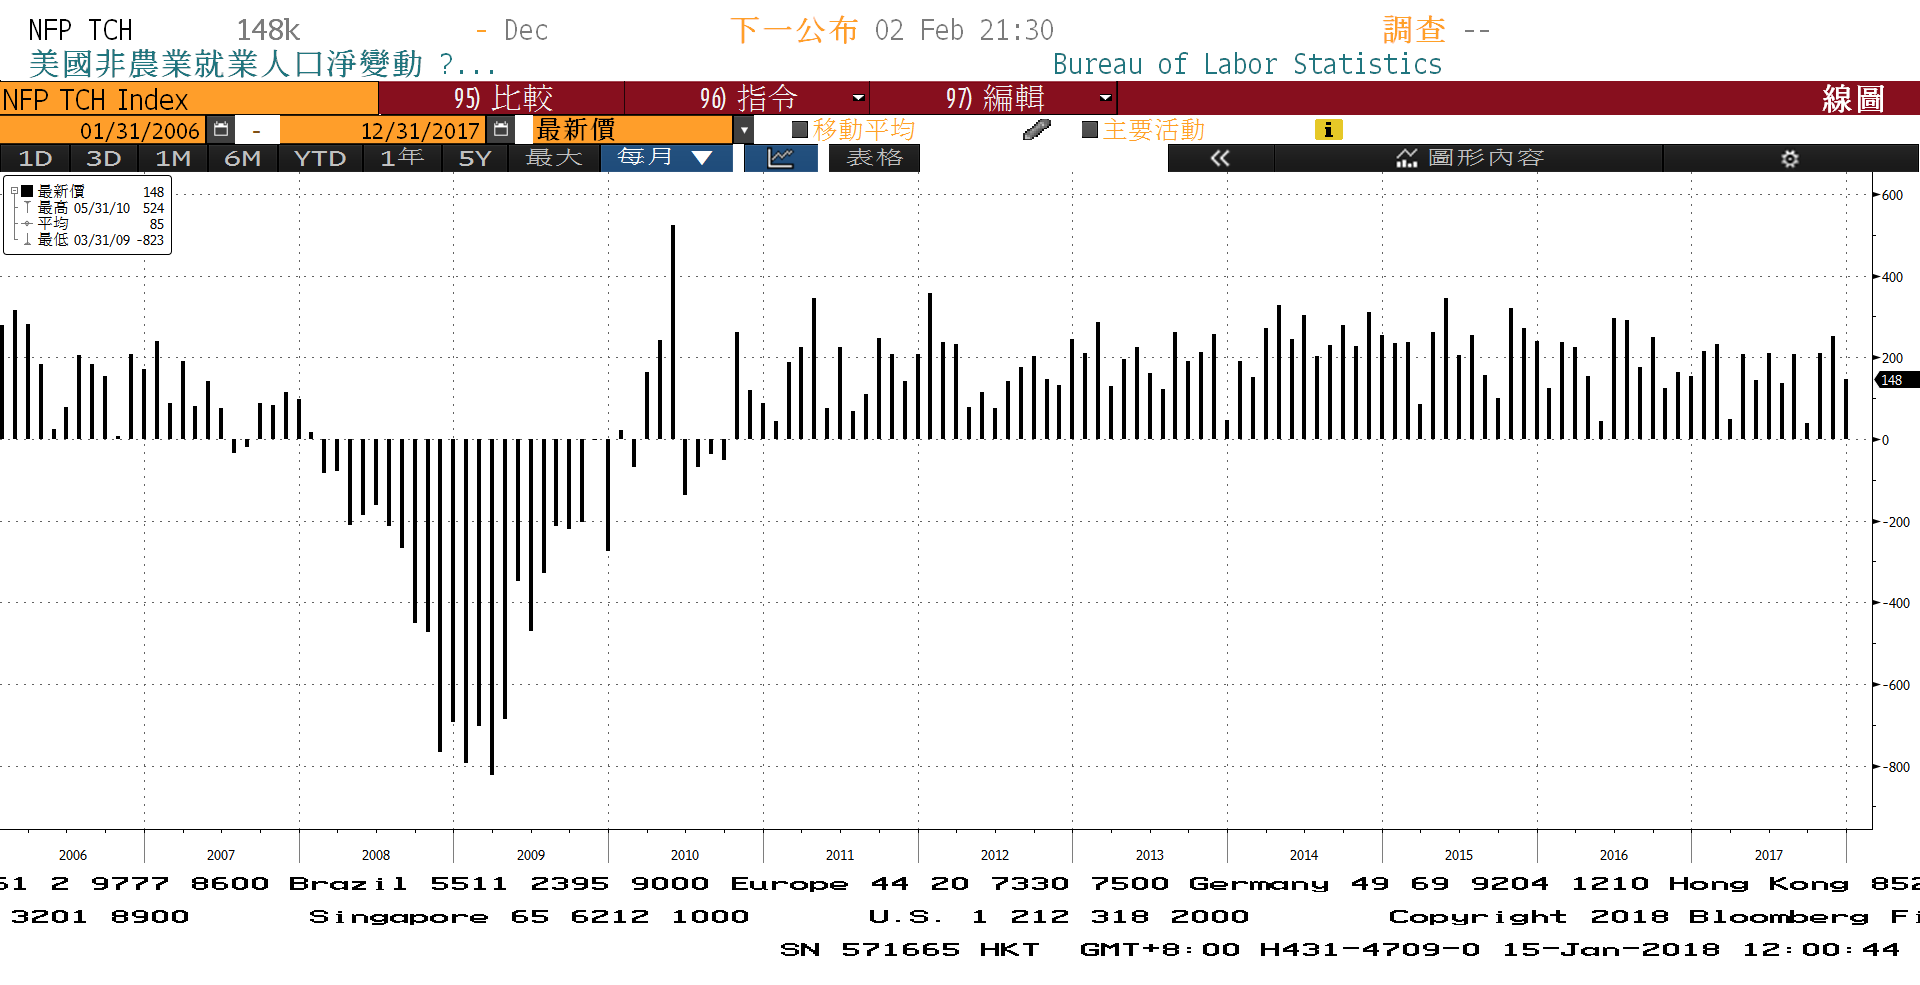 NFP TCH 148k - Dec 下一公布 02 Feb 21:30 調查 --
美國非農業就業人口淨變動 ?... Bureau of Labor Statistics
NFP TCH Index 95) 比較 96) 指令 97) 編輯 線圖
01/31/2006 - 12/31/2017 最新價 移動平均 主要活動 i
1D 3D 1M 6M YTD 1年 5Y 最大 每月 ▼ 表格 « 圖形內容
最新價 148
最高 05/31/10 524
平均 85
最低 03/31/09 -823
600
400
200
148
0
-200
-400
-600
-800
2006 2007 2008 2009 2010 2011 2012 2013 2014 2015 2016 2017
61 2 9777 8600 Brazil 5511 2395 9000 Europe 44 20 7330 7500 Germany 49 69 9204 1210 Hong Kong 852
3201 8900 Singapore 65 6212 1000 U.S. 1 212 318 2000 Copyright 2018 Bloomberg Fi
SN 571665 HKT GMT+8:00 H431-4709-0 15-Jan-2018 12:00:44